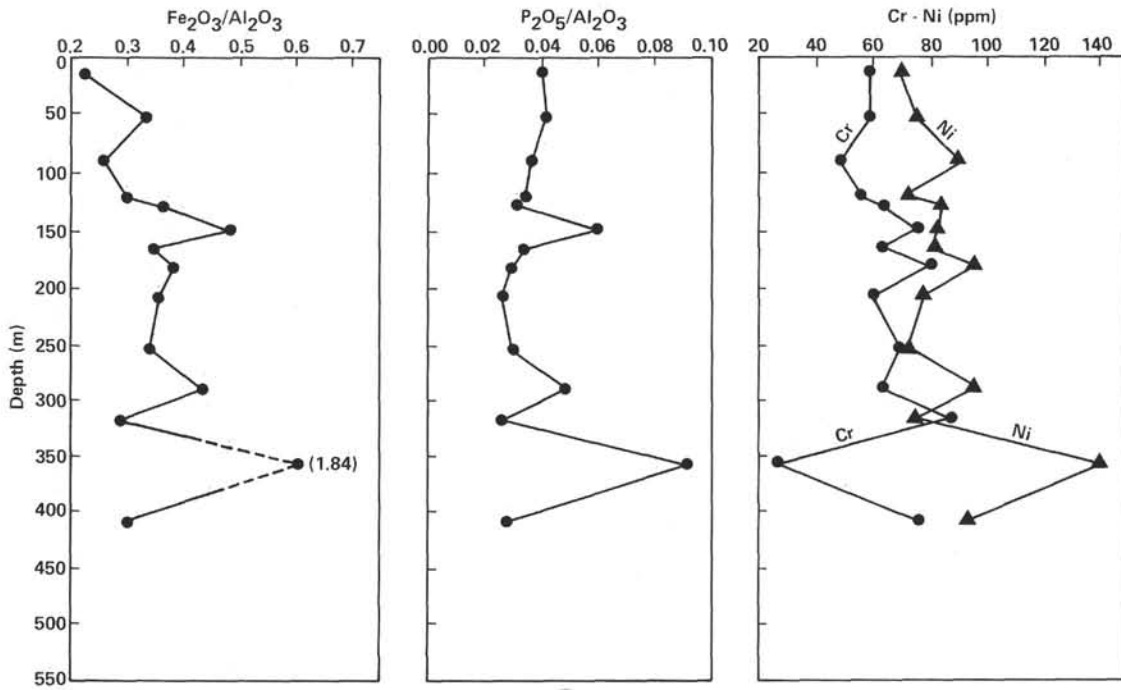 Fe₂O₃/Al₂O₃
0.2 0.3 0.4 0.5 0.6 0.7
P₂O₅/Al₂O₃
0.00 0.02 0.04 0.06 0.08 0.10
Cr - Ni (ppm)
20 40 60 80 100 120 140
Depth (m)
0
50
100
150
200
250
300
350
400
450
500
550
(1.84)
Cr
Ni
Cr
Ni